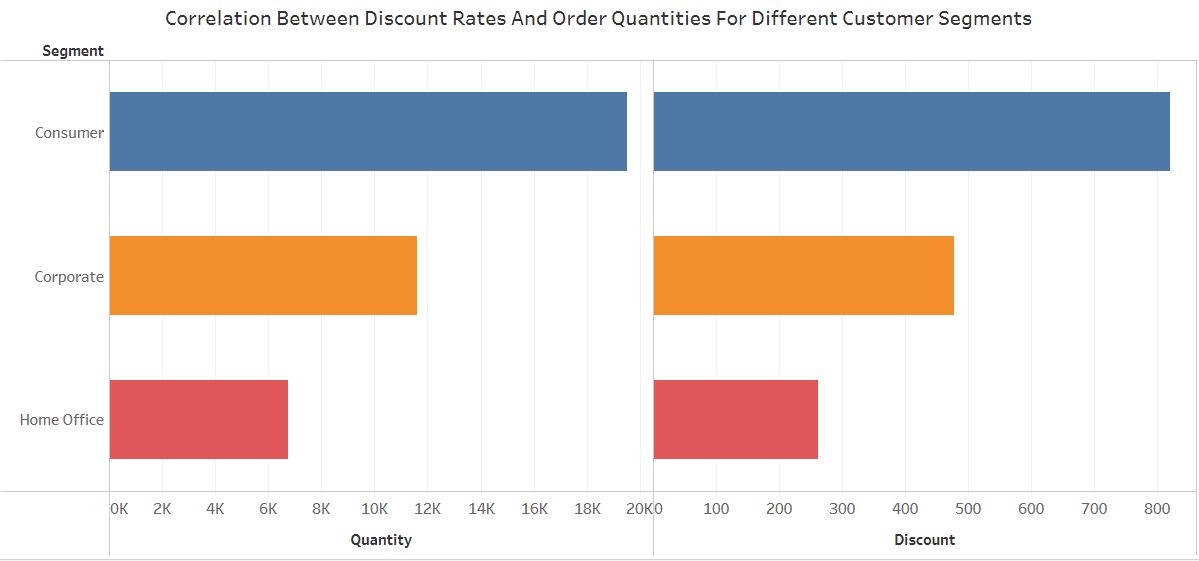 Correlation Between Discount Rates And Order Quantities For Different Customer Segments
Segment
Consumer
Corporate
Home Office
0K 2K 4K 6K 8K 10K 12K 14K 16K 18K 20K 0 100 200 300 400 500 600 700 800
Quantity Discount